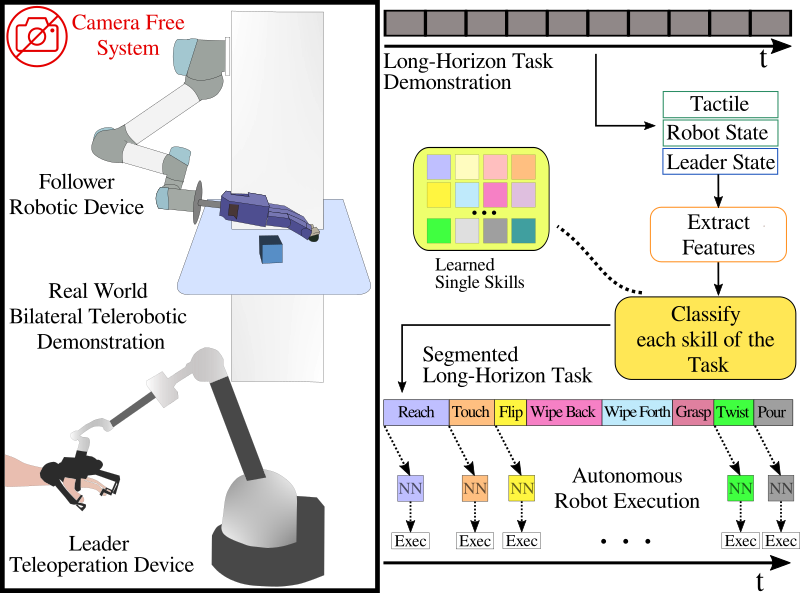 Camera Free
System
Follower
Robotic Device
Real World
Bilateral Telerobotic
Demonstration
Leader
Teleoperation Device
t
Long-Horizon Task
Demonstration
Tactile
Robot State
Leader State
Extract
Features
Learned
Single Skills
Classify
each skill of the
Task
Segmented
Long-Horizon Task
Reach Touch Flip Wipe Back Wipe Forth Grasp Twist Pour
NN NN NN NN NN
Autonomous
Robot Execution
Exec Exec Exec Exec Exec
t